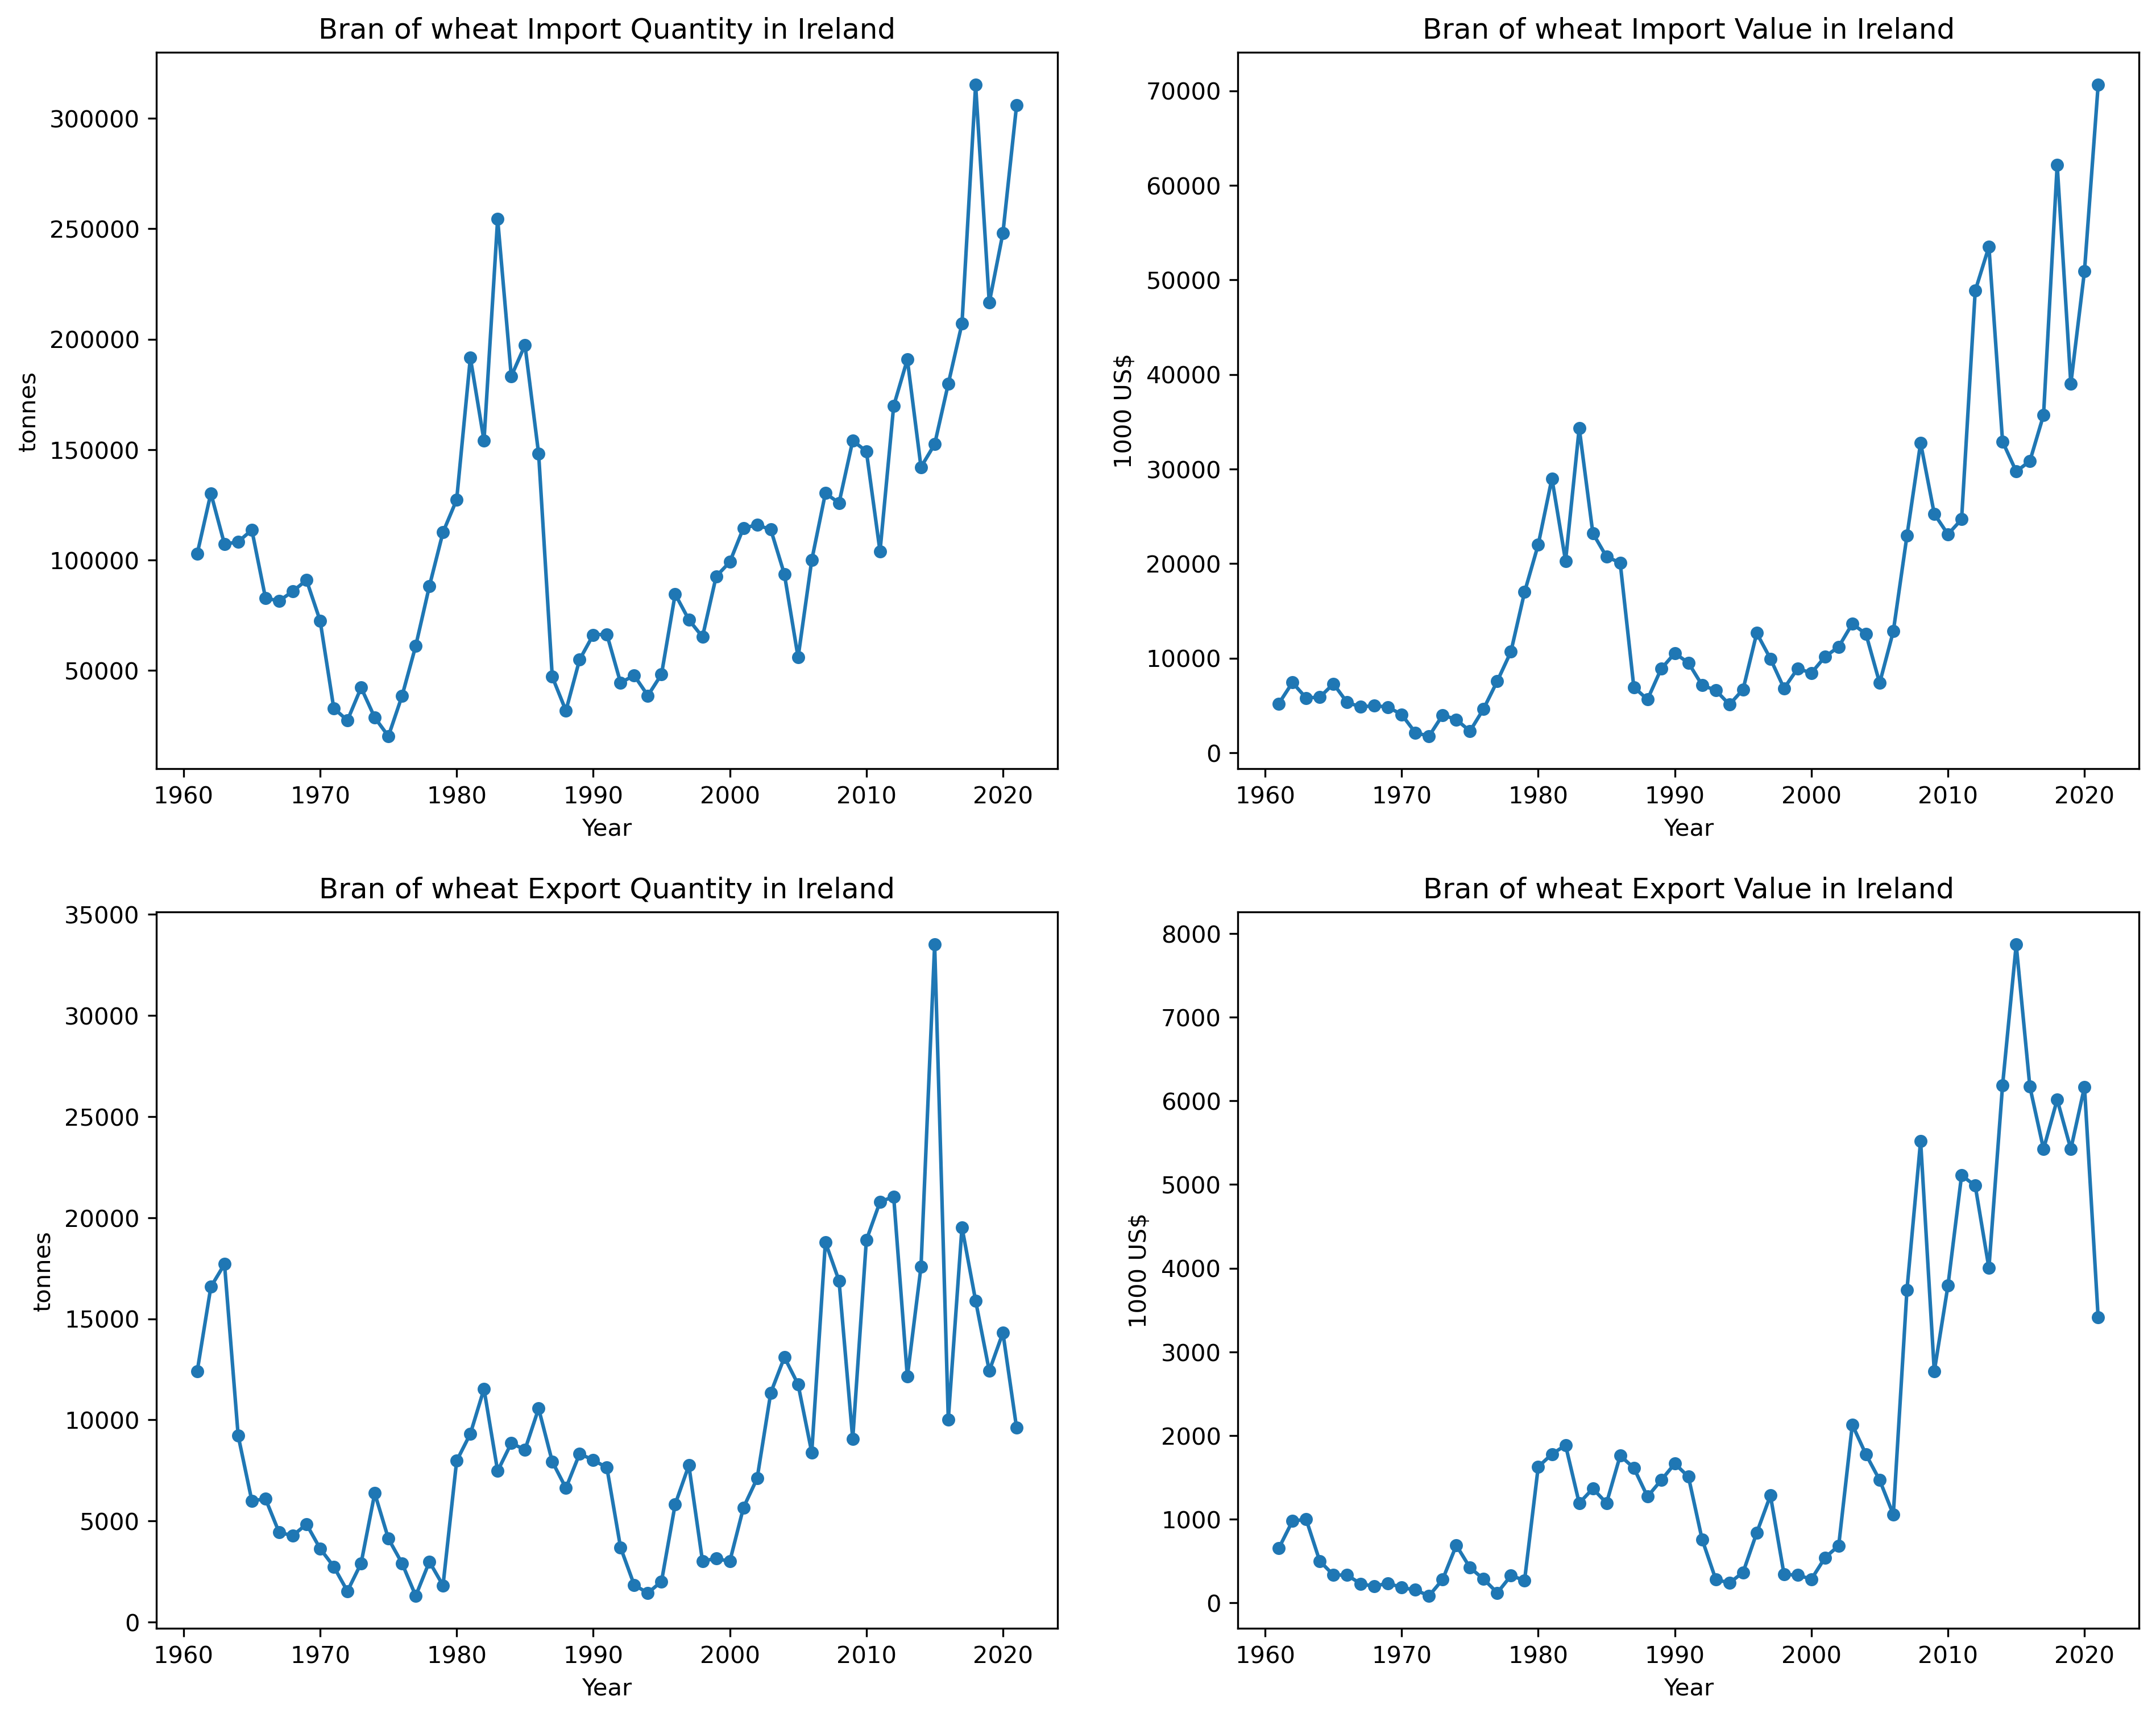 Bran of wheat Import Quantity in Ireland
300000
250000
200000
150000
100000
50000
tonnes
1960 1970 1980 1990 2000 2010 2020
Year
Bran of wheat Import Value in Ireland
70000
60000
50000
40000
30000
20000
10000
0
1000 US$
1960 1970 1980 1990 2000 2010 2020
Year
Bran of wheat Export Quantity in Ireland
35000
30000
25000
20000
15000
10000
5000
0
tonnes
1960 1970 1980 1990 2000 2010 2020
Year
Bran of wheat Export Value in Ireland
8000
7000
6000
5000
4000
3000
2000
1000
0
1000 US$
1960 1970 1980 1990 2000 2010 2020
Year